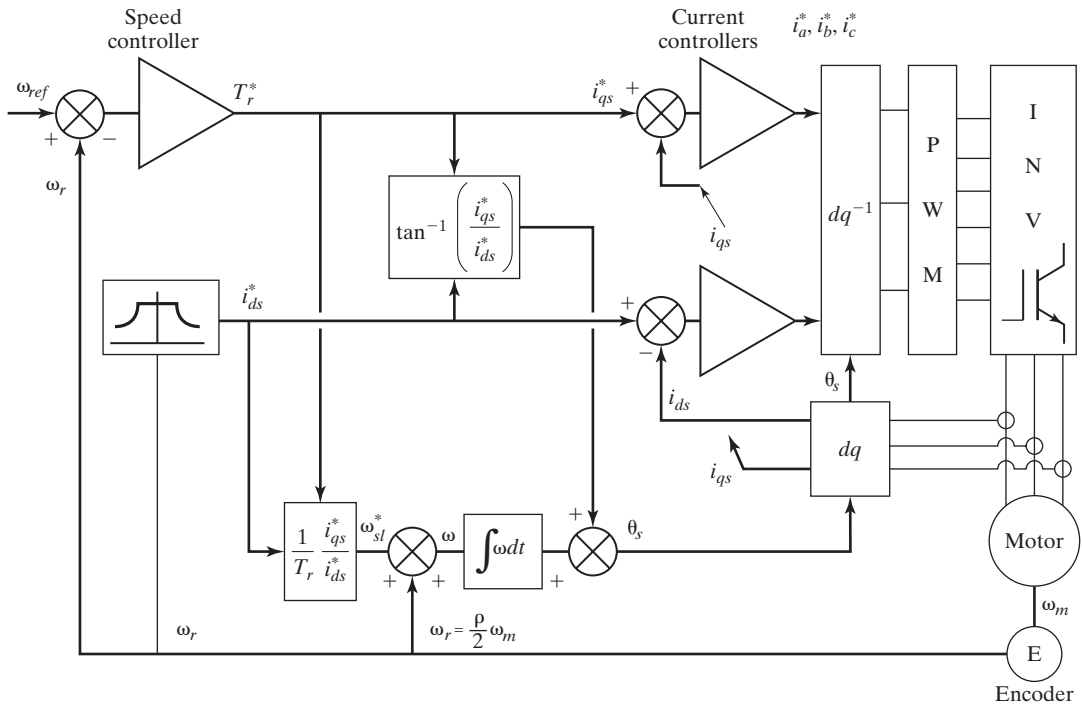 Speed
controller
Current
controllers
i*a, i*b, i*c
ωref
T*r
i*qs
+
+
−
ωr
P
W
M
I
N
V
tan−1 (i*qs / i*ds)
iqs
dq−1
i*ds
+
−
θs
ids
dq
iqs
1/Tr i*qs/i*ds
ω*sl
ω
∫ωdt
+
θs
+
+
+
Motor
ωm
ωr
ωr = ρ/2 ωm
E
Encoder